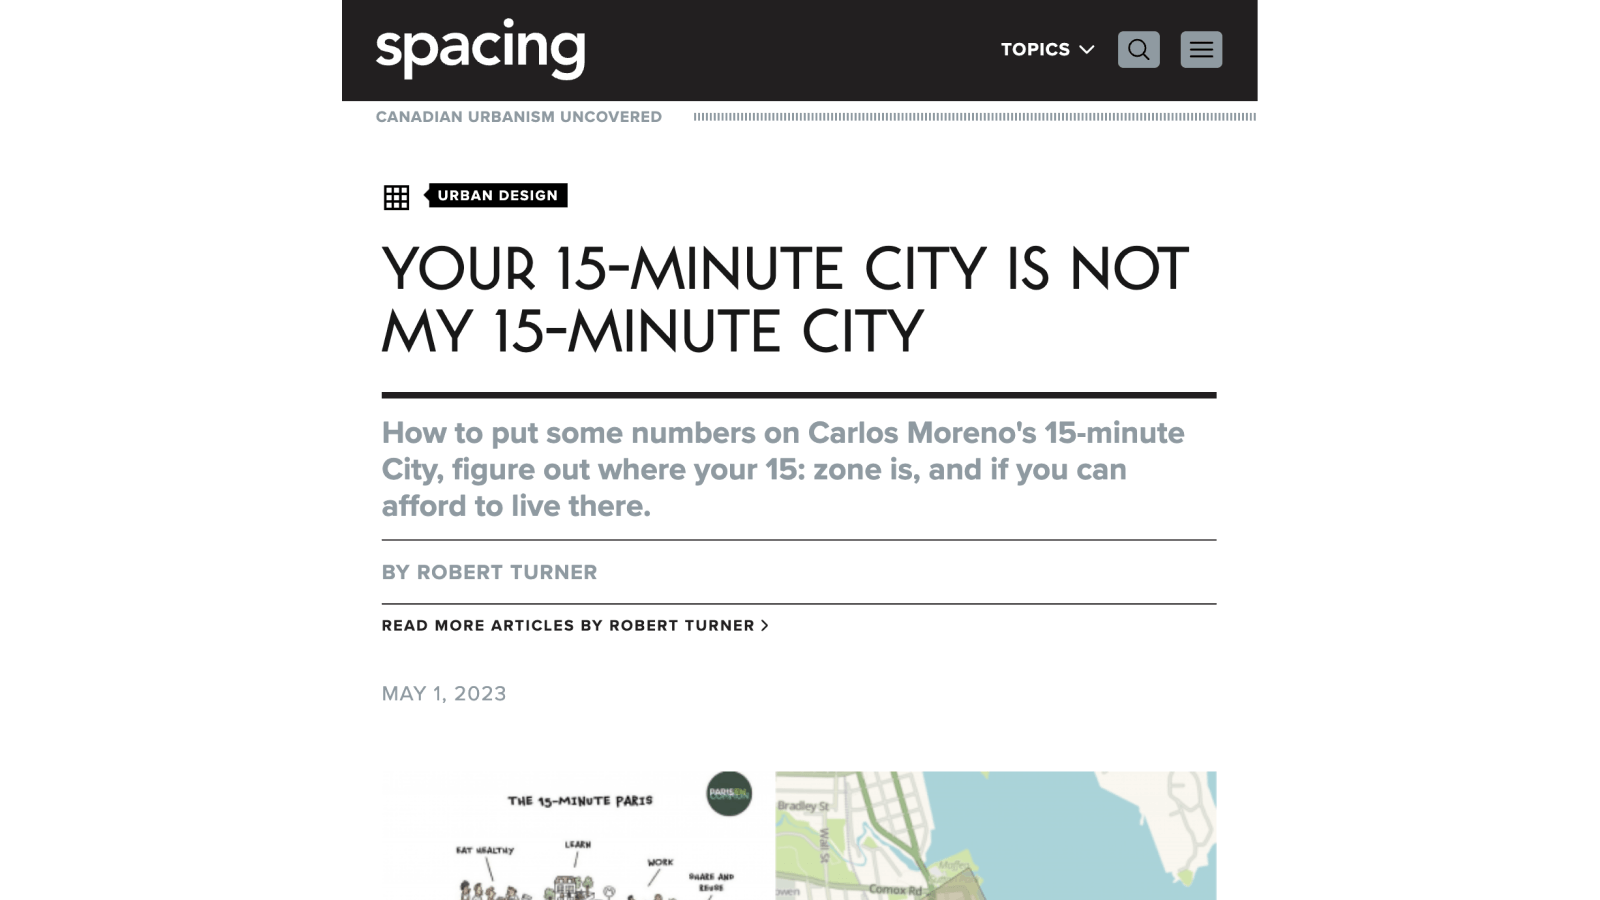 spacing
TOPICS
CANADIAN URBANISM UNCOVERED
URBAN DESIGN
YOUR 15-MINUTE CITY IS NOT
MY 15-MINUTE CITY
How to put some numbers on Carlos Moreno's 15-minute
City, figure out where your 15: zone is, and if you can
afford to live there.
BY ROBERT TURNER
READ MORE ARTICLES BY ROBERT TURNER
MAY 1, 2023
THE 15-MINUTE PARIS
PARIS EN
COMMUN
EAT HEALTHY
LEARN
WORK
SHARE AND
REUSE
Bradley St
Wall St
Comox Rd